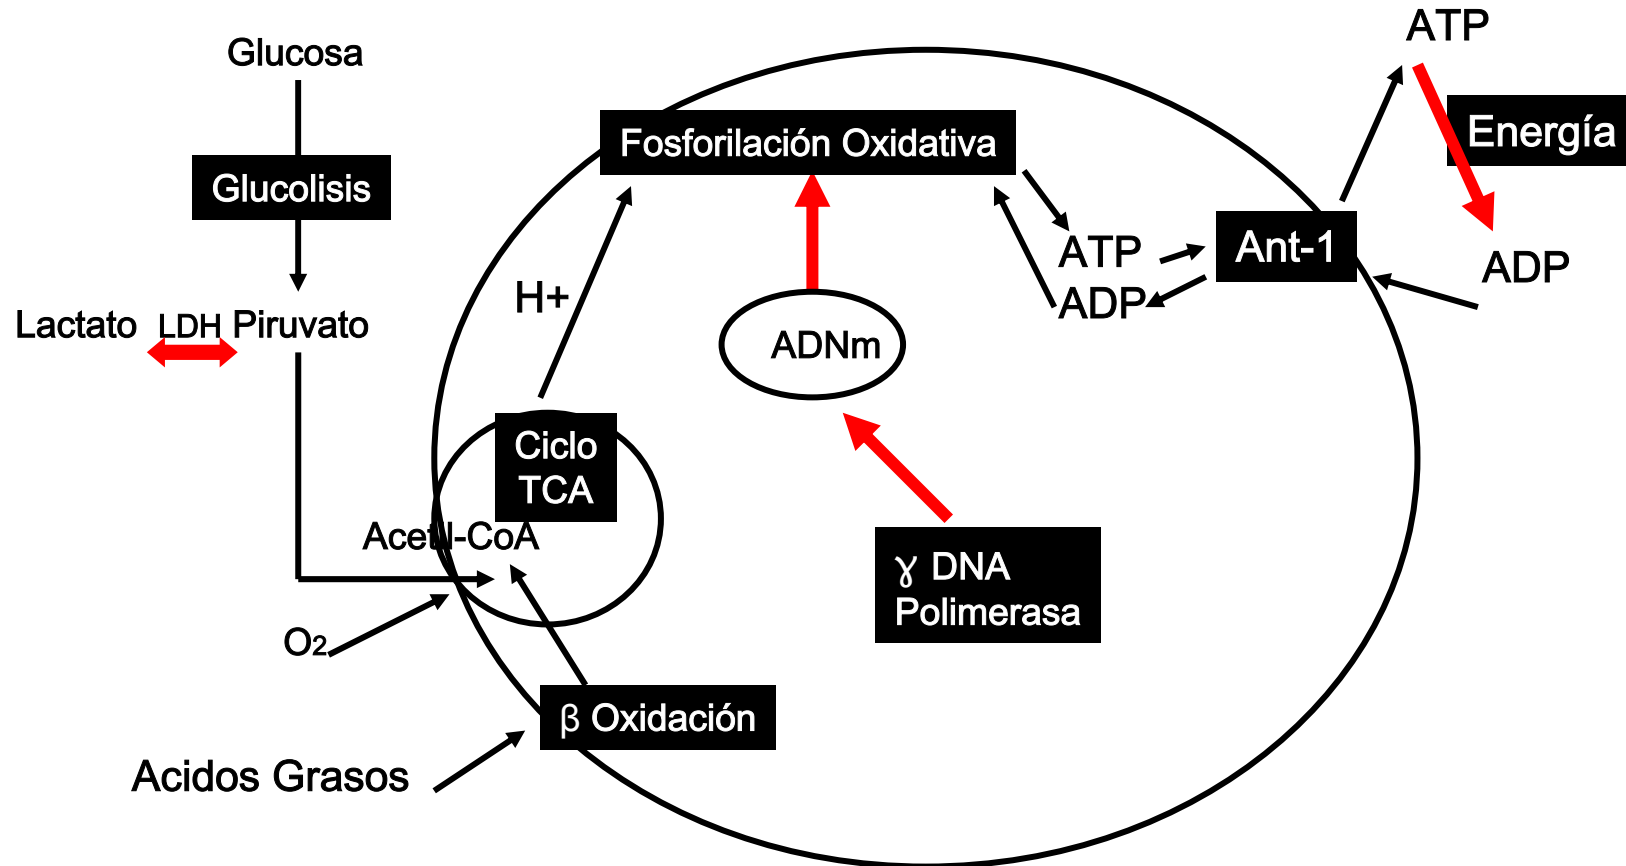 ATP
Glucosa
Energía
Fosforilación Oxidativa
Glucolisis
ATP
Ant-1
ADP
H+
ADP
Lactato LDH Piruvato
ADNm
Ciclo
TCA
Acetil-CoA
γ DNA
Polimerasa
O2
β Oxidación
Acidos Grasos